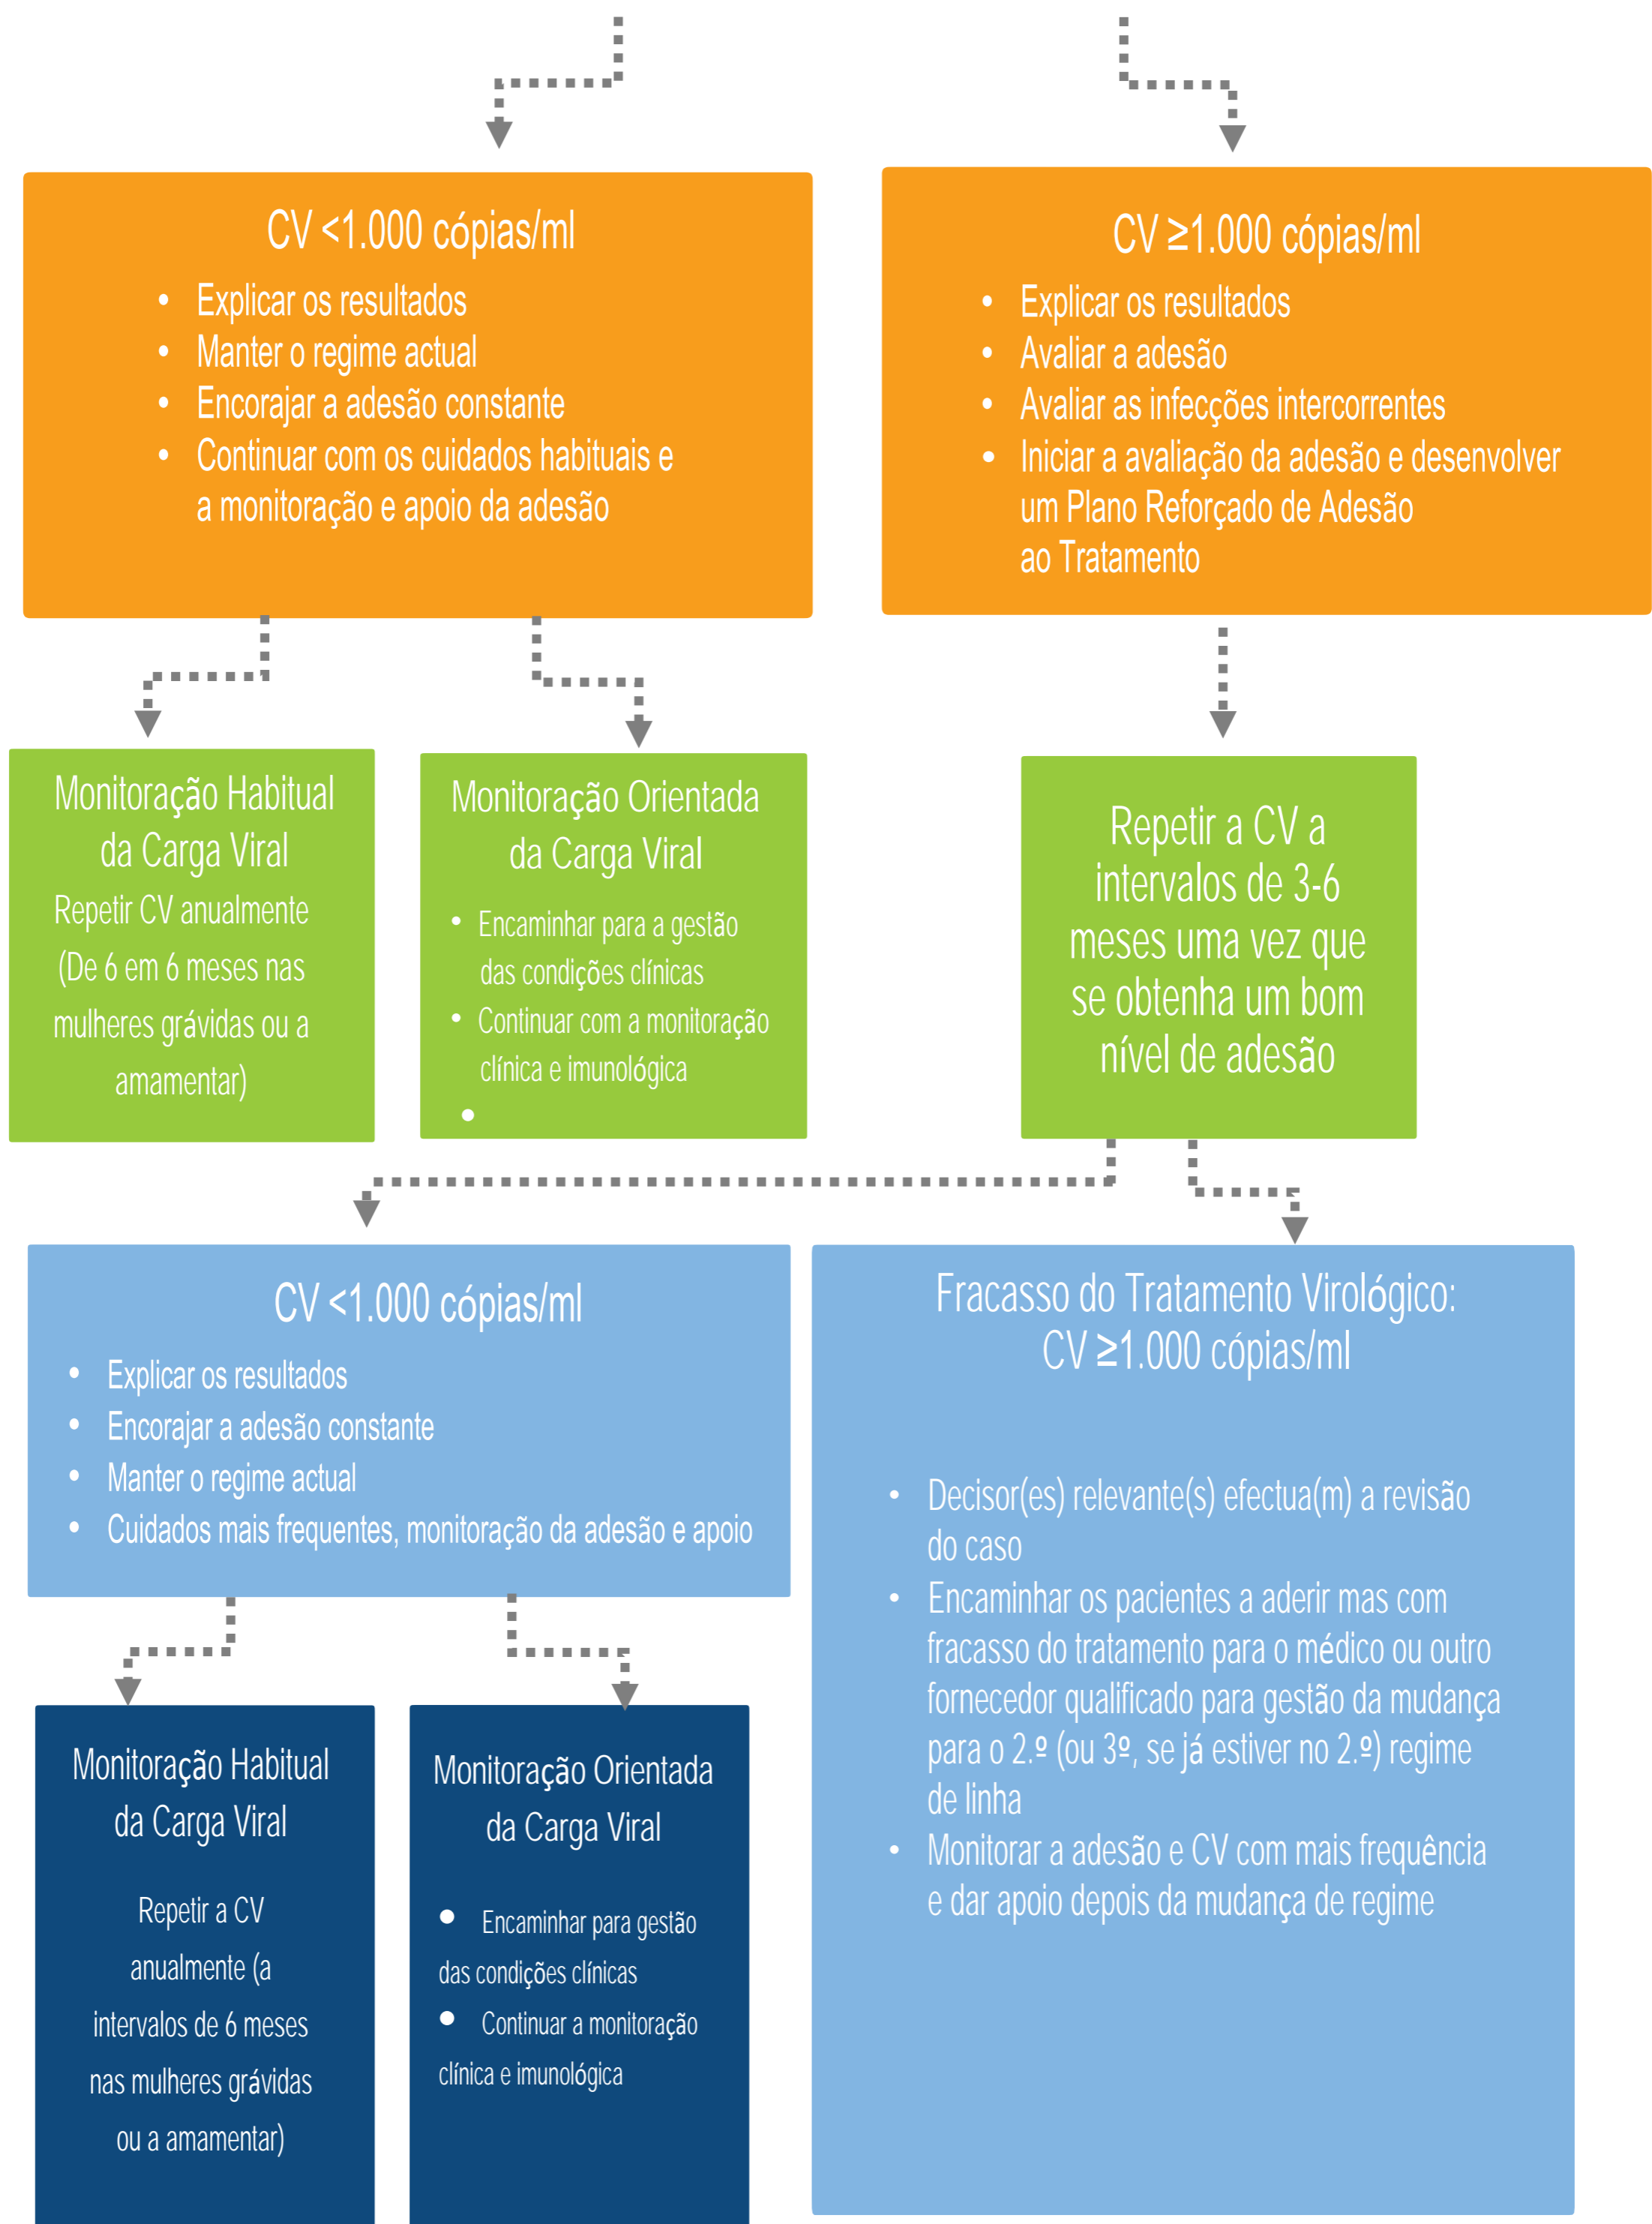 CV <1.000 cópias/ml
• Explicar os resultados
• Manter o regime actual
• Encorajar a adesão constante
• Continuar com os cuidados habituais e
a monitoração e apoio da adesão
CV ≥1.000 cópias/ml
• Explicar os resultados
• Avaliar a adesão
• Avaliar as infecções intercorrentes
• Iniciar a avaliação da adesão e desenvolver
um Plano Reforçado de Adesão
ao Tratamento
Monitoração Habitual
da Carga Viral
Repetir CV anualmente
(De 6 em 6 meses nas
mulheres grávidas ou a
amamentar)
Monitoração Orientada
da Carga Viral
• Encaminhar para a gestão
das condições clínicas
• Continuar com a monitoração
clínica e imunológica
•
Repetir a CV a
intervalos de 3-6
meses uma vez que
se obtenha um bom
nível de adesão
CV <1.000 cópias/ml
• Explicar os resultados
• Encorajar a adesão constante
• Manter o regime actual
• Cuidados mais frequentes, monitoração da adesão e apoio
Fracasso do Tratamento Virológico:
CV ≥1.000 cópias/ml
• Decisor(es) relevante(s) efectua(m) a revisão
do caso
• Encaminhar os pacientes a aderir mas com
fracasso do tratamento para o médico ou outro
fornecedor qualificado para gestão da mudança
para o 2.º (ou 3º, se já estiver no 2.º) regime
de linha
• Monitorar a adesão e CV com mais frequência
e dar apoio depois da mudança de regime
Monitoração Habitual
da Carga Viral
Repetir a CV
anualmente (a
intervalos de 6 meses
nas mulheres grávidas
ou a amamentar)
Monitoração Orientada
da Carga Viral
• Encaminhar para gestão
das condições clínicas
• Continuar a monitoração
clínica e imunológica